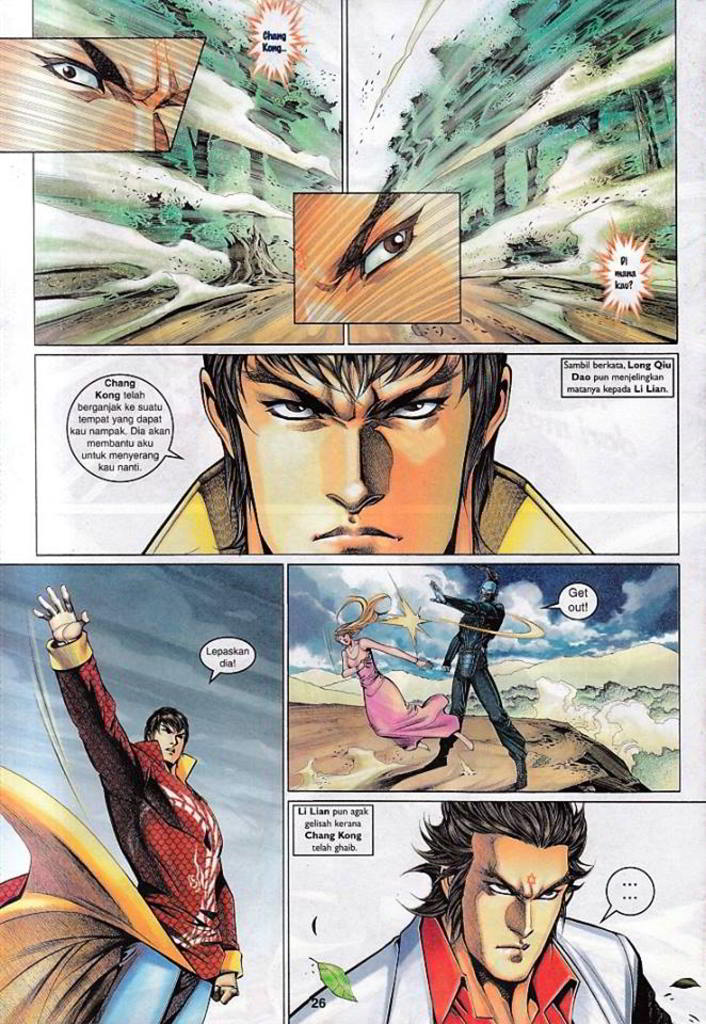 Chang
Kong...
Di
mana
kau?
Chang
Kong telah
berganjak ke suatu
tempat yang dapat
kau nampak. Dia akan
membantu aku
untuk menyerang
kau nanti.
Sambil berkata, Long Qiu
Dao pun menjelingkan
matanya kepada Li Lian.
Lepaskan
dia!
Get
out!
Li Lian pun agak
gelisah kerana
Chang Kong
telah ghaib.
...
...
26